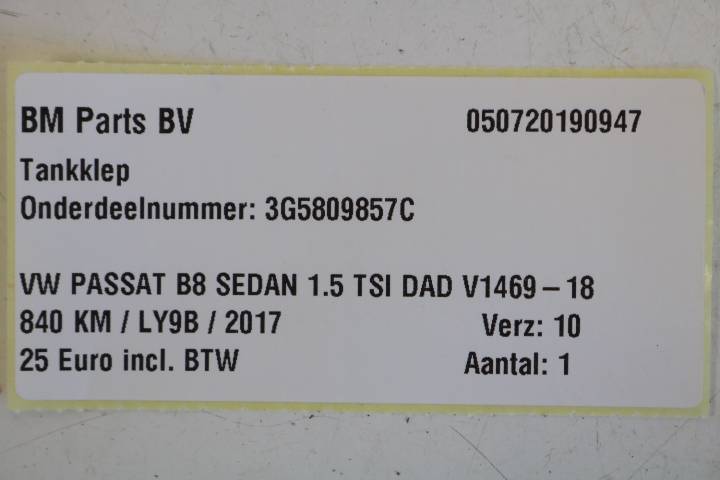 BM Parts BV 050720190947
Tankklep
Onderdeelnummer: 3G5809857C
VW PASSAT B8 SEDAN 1.5 TSI DAD V1469 – 18
840 KM / LY9B / 2017 Verz: 10
25 Euro incl. BTW Aantal: 1